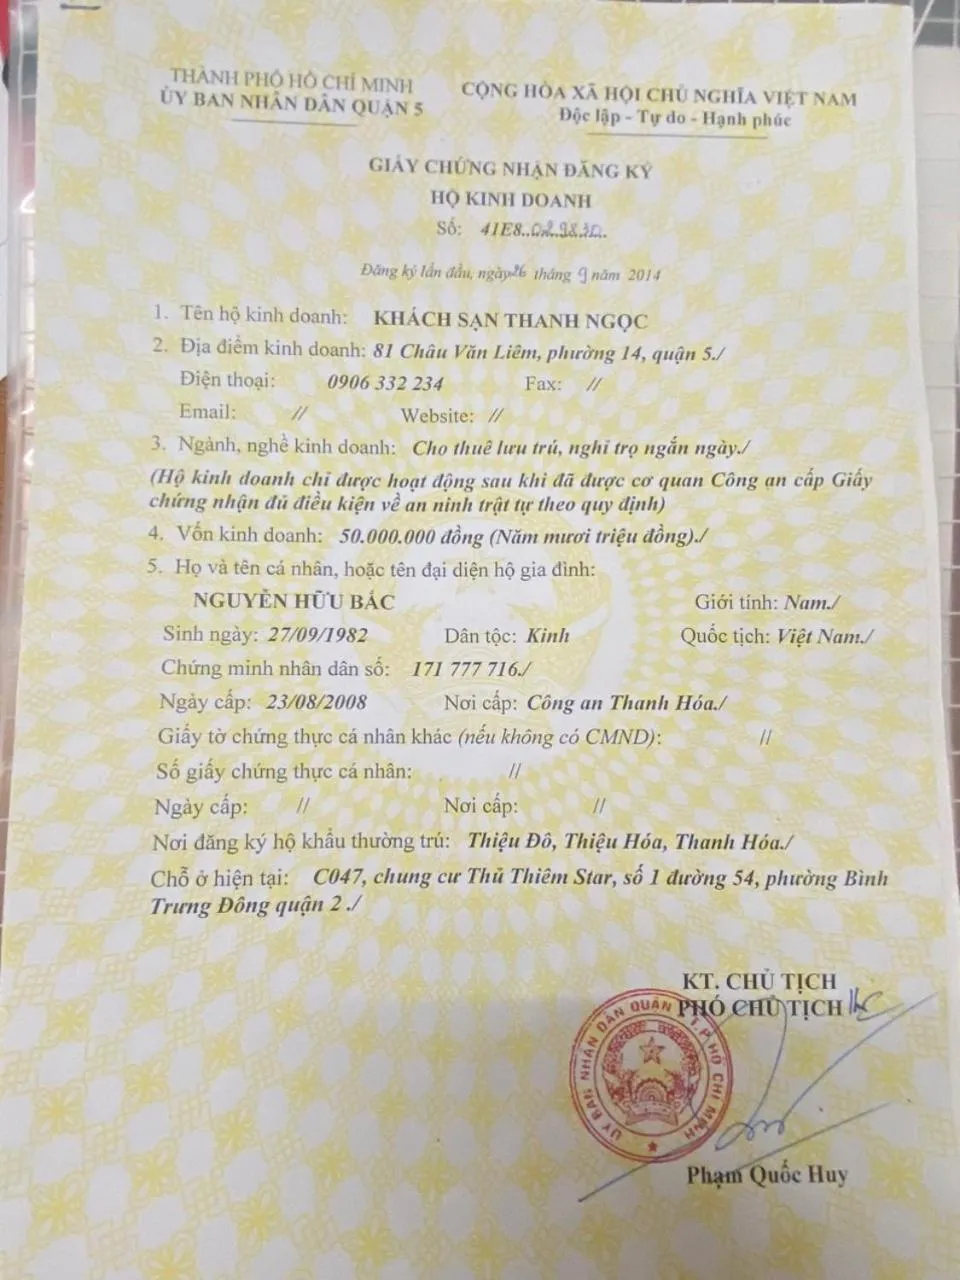 THÀNH PHỐ HỒ CHÍ MINH
ỦY BAN NHÂN DÂN QUẬN 5
CỘNG HÒA XÃ HỘI CHỦ NGHĨA VIỆT NAM
Độc lập - Tự do - Hạnh phúc
GIẤY CHỨNG NHẬN ĐĂNG KÝ
HỘ KINH DOANH
Số: 41E8..029830..
Đăng ký lần đầu, ngày 26 tháng 9 năm 2014
1. Tên hộ kinh doanh: KHÁCH SẠN THANH NGỌC
2. Địa điểm kinh doanh: 81 Châu Văn Liêm, phường 14, quận 5./
Điện thoại: 0906 332 234 Fax: //
Email: // Website: //
3. Ngành, nghề kinh doanh: Cho thuê lưu trú, nghỉ trọ ngắn ngày./
(Hộ kinh doanh chỉ được hoạt động sau khi đã được cơ quan Công an cấp Giấy
chứng nhận đủ điều kiện về an ninh trật tự theo quy định)
4. Vốn kinh doanh: 50.000.000 đồng (Năm mươi triệu đồng)./
5. Họ và tên cá nhân, hoặc tên đại diện hộ gia đình:
NGUYỄN HỮU BẮC Giới tính: Nam./
Sinh ngày: 27/09/1982 Dân tộc: Kinh Quốc tịch: Việt Nam./
Chứng minh nhân dân số: 171 777 716./
Ngày cấp: 23/08/2008 Nơi cấp: Công an Thanh Hóa./
Giấy tờ chứng thực cá nhân khác (nếu không có CMND): //
Số giấy chứng thực cá nhân: //
Ngày cấp: // Nơi cấp: //
Nơi đăng ký hộ khẩu thường trú: Thiệu Đô, Thiệu Hóa, Thanh Hóa./
Chỗ ở hiện tại: C047, chung cư Thủ Thiêm Star, số 1 đường 54, phường Bình
Trưng Đông quận 2 ./
KT. CHỦ TỊCH
PHÓ CHỦ TỊCH
ỦY BAN NHÂN DÂN QUẬN T.P HỒ CHÍ MINH
Phạm Quốc Huy